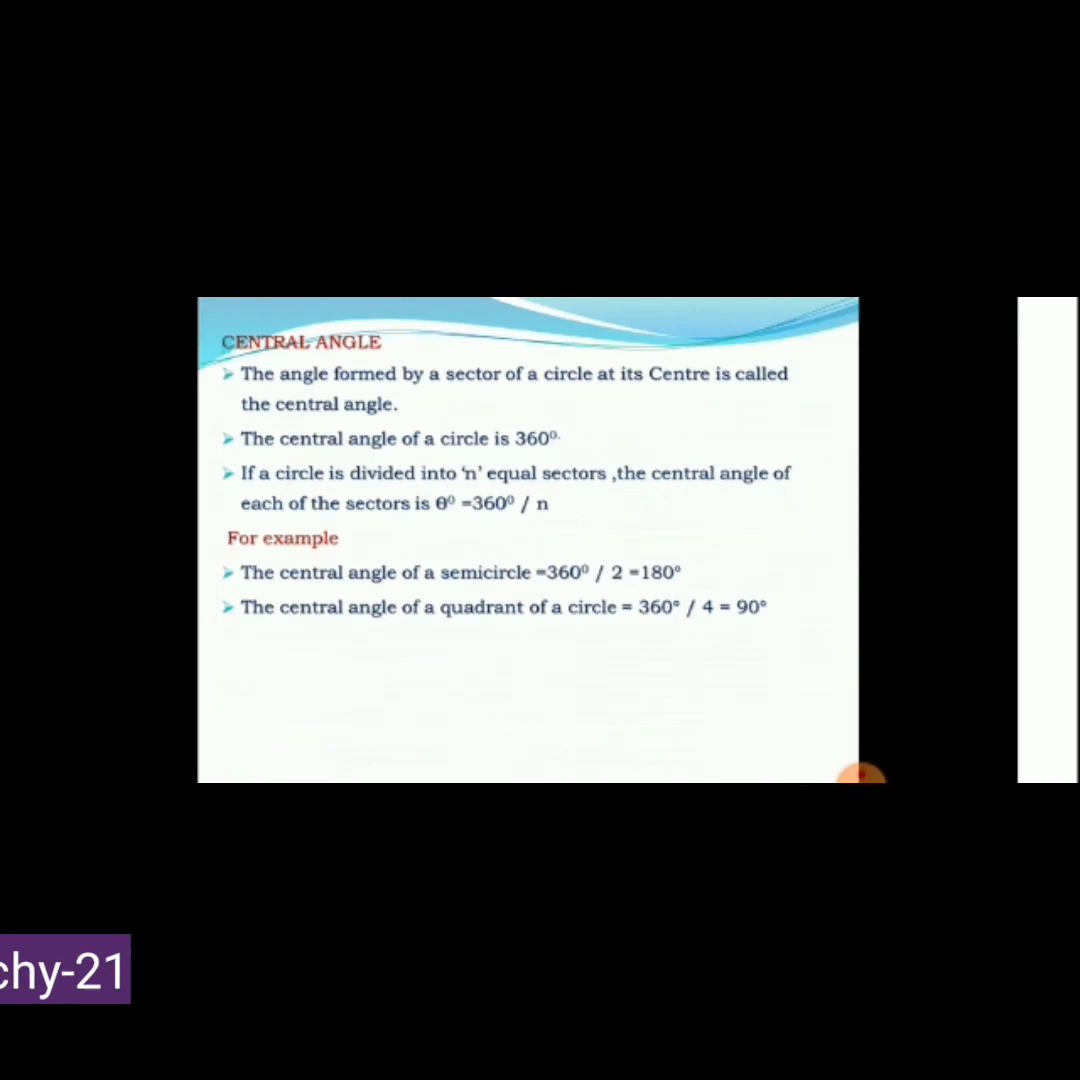 CENTRAL ANGLE
➢ The angle formed by a sector of a circle at its Centre is called
the central angle.
➢ The central angle of a circle is 360⁰.
➢ If a circle is divided into ‘n’ equal sectors ,the central angle of
each of the sectors is θ⁰ =360⁰ / n
For example
➢ The central angle of a semicircle =360⁰ / 2 =180°
➢ The central angle of a quadrant of a circle = 360° / 4 = 90°
chy-21